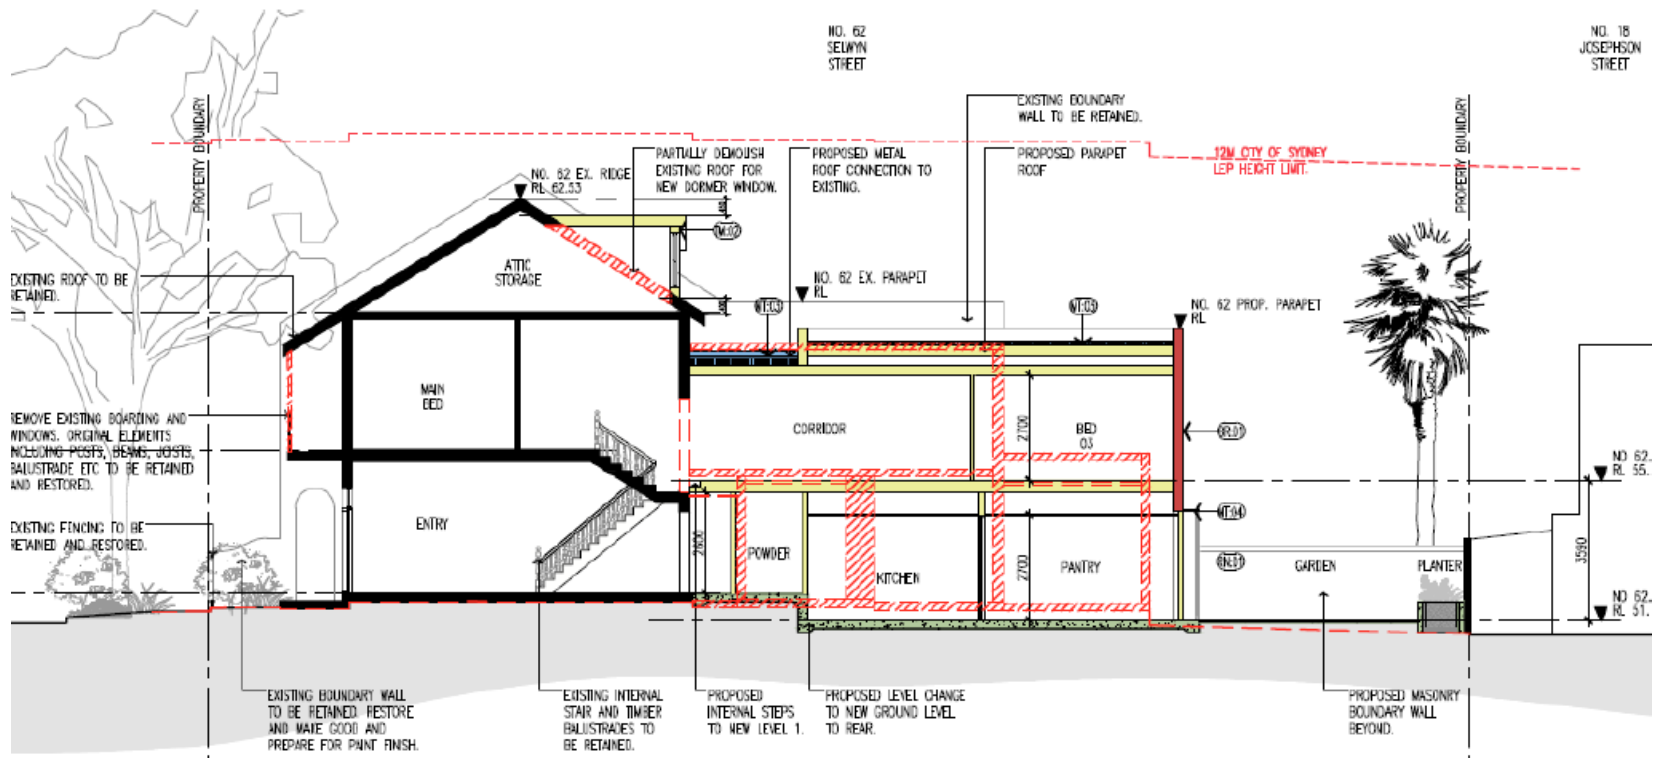 NO. 62
SELWYN
STREET
NO. 18
JOSEPHSON
STREET
PROPERTY BOUNDARY
EXISTING BOUNDARY
WALL TO BE RETAINED.
PROPERTY BOUNDARY
PARTIALLY DEMOLISH
EXISTING ROOF FOR
NEW DORMER WINDOW.
PROPOSED METAL
ROOF CONNECTION TO
EXISTING.
PROPOSED PARAPET
ROOF
12M CITY OF SYDNEY
LEP HEIGHT LIMIT.
NO. 62 EX. RIDGE
RL 62.53
ATTIC
STORAGE
EXISTING ROOF TO BE
RETAINED.
NO. 62 EX. PARAPET
RL
MT:03
MT:03
NO. 62 PROP. PARAPET
RL
MAIN
BED
REMOVE EXISTING BOARDING AND
WINDOWS. ORIGINAL ELEMENTS
INCLUDING POSTS, BEAMS, JOISTS,
BALUSTRADE ETC TO BE RETAINED
AND RESTORED.
CORRIDOR
2700
BED
03
BR:01
NO 62.
RL 55.
EXISTING FENCING TO BE
RETAINED AND RESTORED.
ENTRY
2600
POWDER
KITCHEN
2700
PANTRY
MT:04
GARDEN
PLANTER
3590
NO 62.
RL 51.
EXISTING BOUNDARY WALL
TO BE RETAINED. RESTORE
AND MAKE GOOD AND
PREPARE FOR PAINT FINISH.
EXISTING INTERNAL
STAIR AND TIMBER
BALUSTRADES TO
BE RETAINED.
PROPOSED
INTERNAL STEPS
TO NEW LEVEL 1.
PROPOSED LEVEL CHANGE
TO NEW GROUND LEVEL
TO REAR.
PROPOSED MASONRY
BOUNDARY WALL
BEYOND.